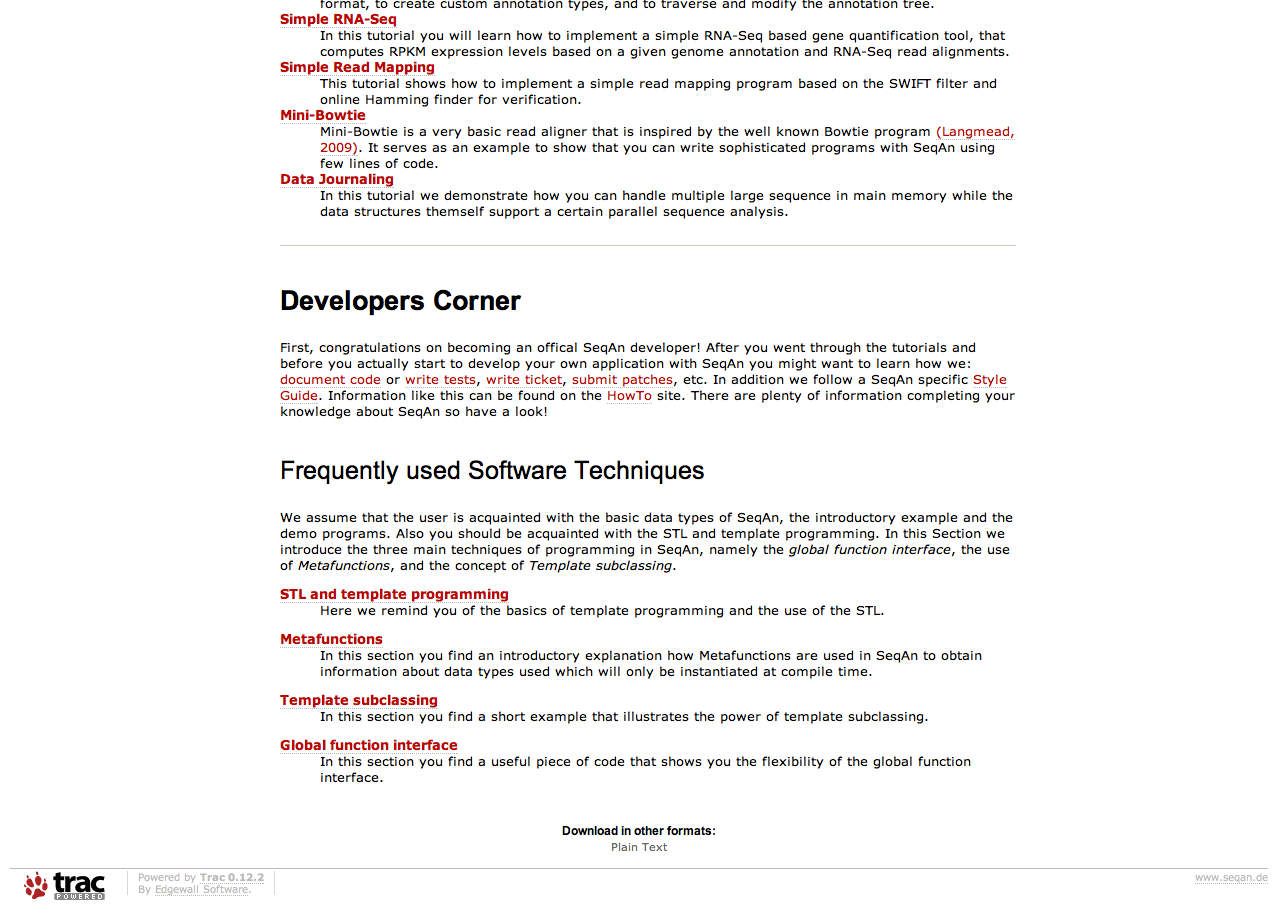 format, to create custom annotation types, and to traverse and modify the annotation tree.
Simple RNA-Seq
In this tutorial you will learn how to implement a simple RNA-Seq based gene quantification tool, that
computes RPKM expression levels based on a given genome annotation and RNA-Seq read alignments.
Simple Read Mapping
This tutorial shows how to implement a simple read mapping program based on the SWIFT filter and
online Hamming finder for verification.
Mini-Bowtie
Mini-Bowtie is a very basic read aligner that is inspired by the well known Bowtie program (Langmead,
2009). It serves as an example to show that you can write sophisticated programs with SeqAn using
few lines of code.
Data Journaling
In this tutorial we demonstrate how you can handle multiple large sequence in main memory while the
data structures themself support a certain parallel sequence analysis.
Developers Corner
First, congratulations on becoming an offical SeqAn developer! After you went through the tutorials and
before you actually start to develop your own application with SeqAn you might want to learn how we:
document code or write tests, write ticket, submit patches, etc. In addition we follow a SeqAn specific Style
Guide. Information like this can be found on the HowTo site. There are plenty of information completing your
knowledge about SeqAn so have a look!
Frequently used Software Techniques
We assume that the user is acquainted with the basic data types of SeqAn, the introductory example and the
demo programs. Also you should be acquainted with the STL and template programming. In this Section we
introduce the three main techniques of programming in SeqAn, namely the global function interface, the use
of Metafunctions, and the concept of Template subclassing.
STL and template programming
Here we remind you of the basics of template programming and the use of the STL.
Metafunctions
In this section you find an introductory explanation how Metafunctions are used in SeqAn to obtain
information about data types used which will only be instantiated at compile time.
Template subclassing
In this section you find a short example that illustrates the power of template subclassing.
Global function interface
In this section you find a useful piece of code that shows you the flexibility of the global function
interface.
Download in other formats:
Plain Text
trac
POWERED
Powered by Trac 0.12.2
By Edgewall Software.
www.seqan.de